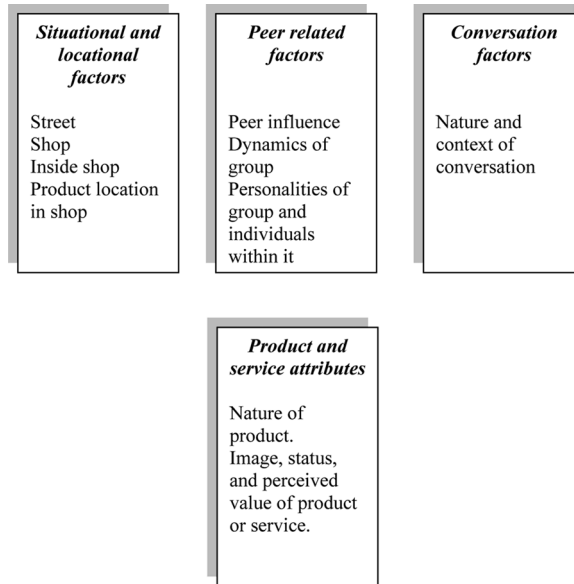 Situational and
locational
factors
Street
Shop
Inside shop
Product location
in shop
Peer related
factors
Peer influence
Dynamics of
group
Personalities of
group and
individuals
within it
Conversation
factors
Nature and
context of
conversation
Product and
service attributes
Nature of
product.
Image, status,
and perceived
value of product
or service.